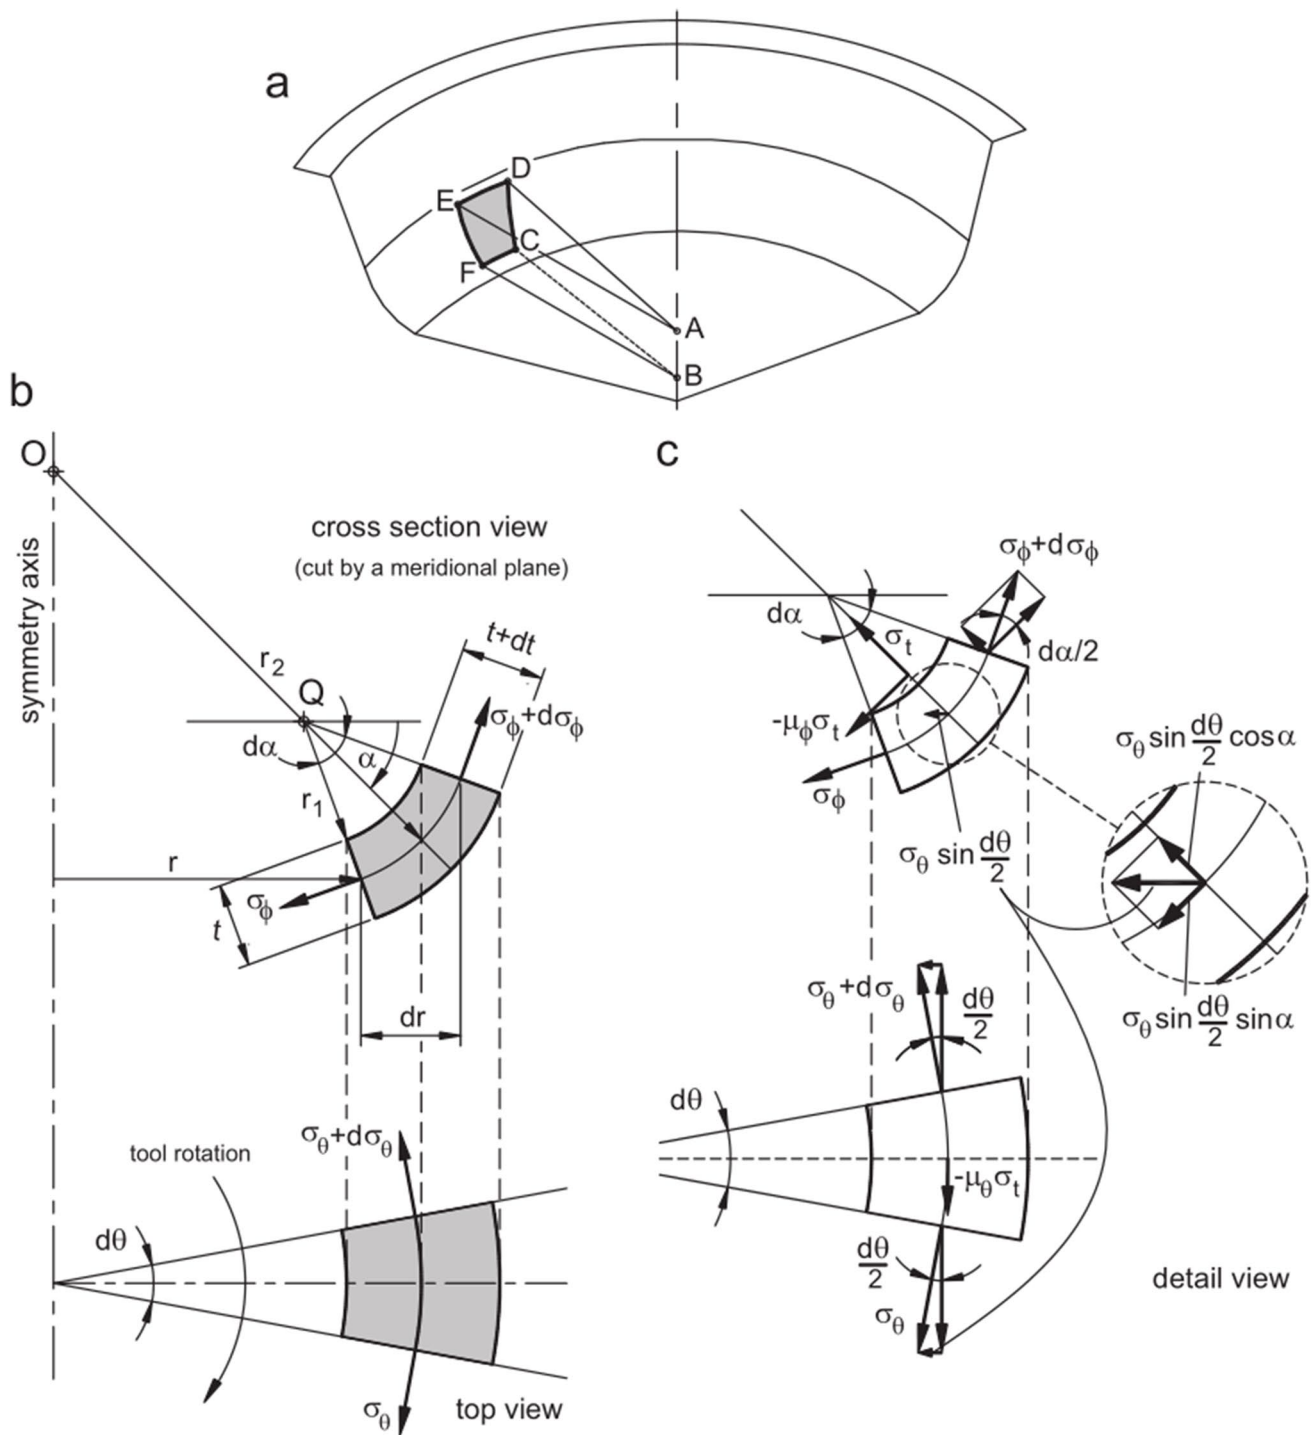 a
D
E
C
F
A
B
b
c
O
symmetry axis
cross section view
(cut by a meridional plane)
r₂
Q
t+dt
σϕ+dσϕ
dα
α
r₁
r
σϕ
t
dr
σθ+dσθ
tool rotation
dθ
σθ
top view
σϕ+dσϕ
dα
σt
dα/2
-μϕσt
σϕ
σθ sin dθ/2 cosα
σθ sin dθ/2
σθ sin dθ/2 sinα
σθ+dσθ
dθ/2
dθ
-μθσt
dθ/2
σθ
detail view